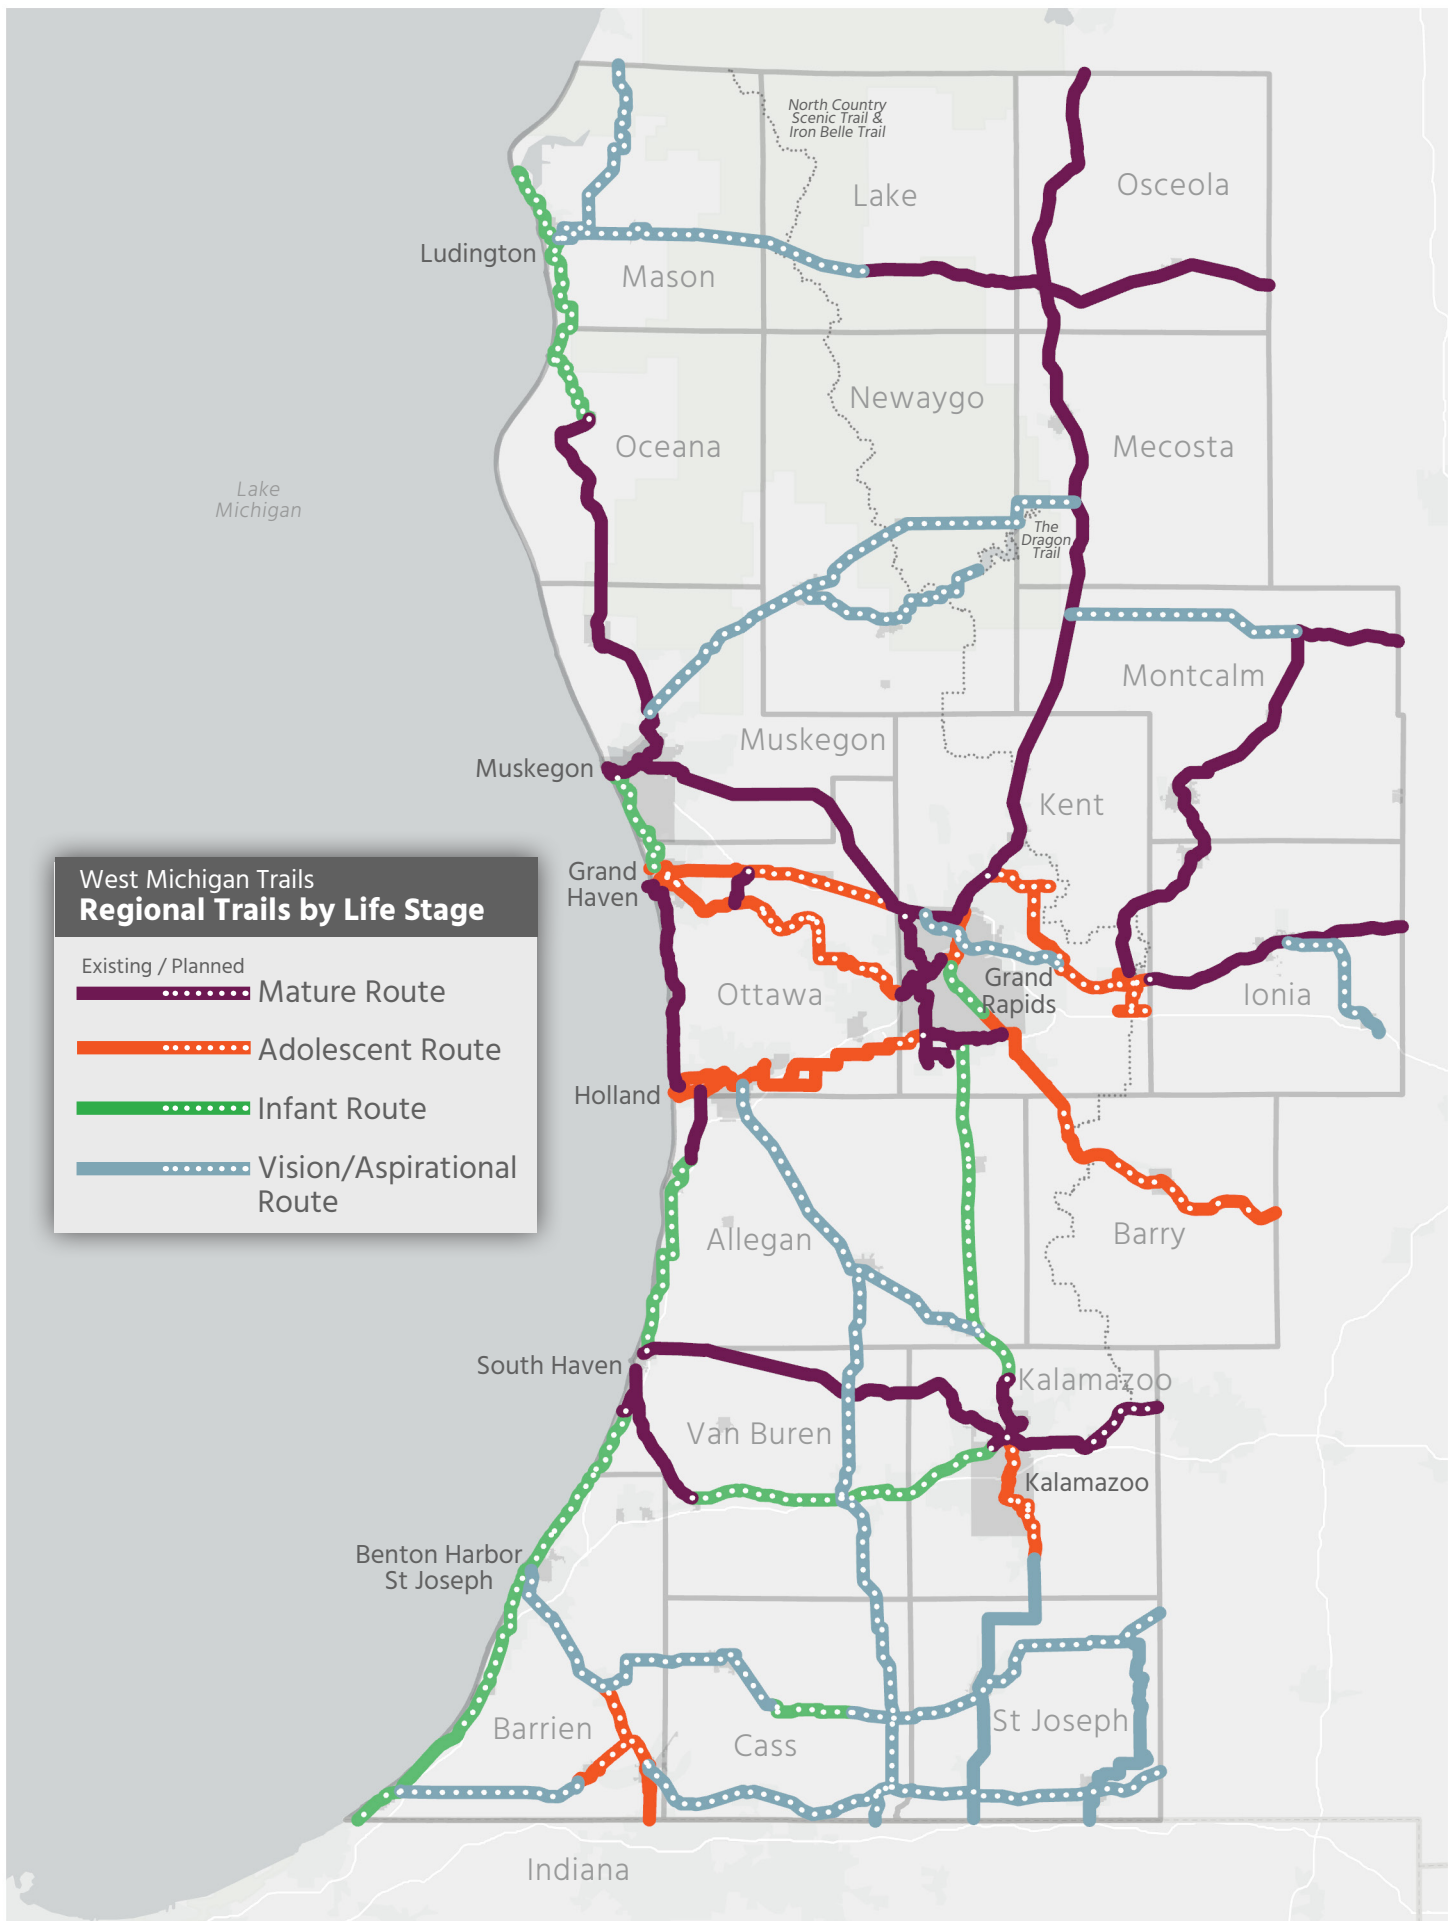 North Country
Scenic Trail &
Iron Belle Trail
Osceola
Lake
Ludington
Mason
Newaygo
Oceana
Mecosta
Lake
Michigan
The
Dragon
Trail
Montcalm
Muskegon
Muskegon
Kent
Grand
Haven
West Michigan Trails
Regional Trails by Life Stage
Existing / Planned
Mature Route
Adolescent Route
Infant Route
Vision/Aspirational
Route
Grand
Rapids
Ottawa
Ionia
Holland
Allegan
Barry
South Haven
Kalamazoo
Van Buren
Kalamazoo
Benton Harbor
St Joseph
Barrien
St Joseph
Cass
Indiana